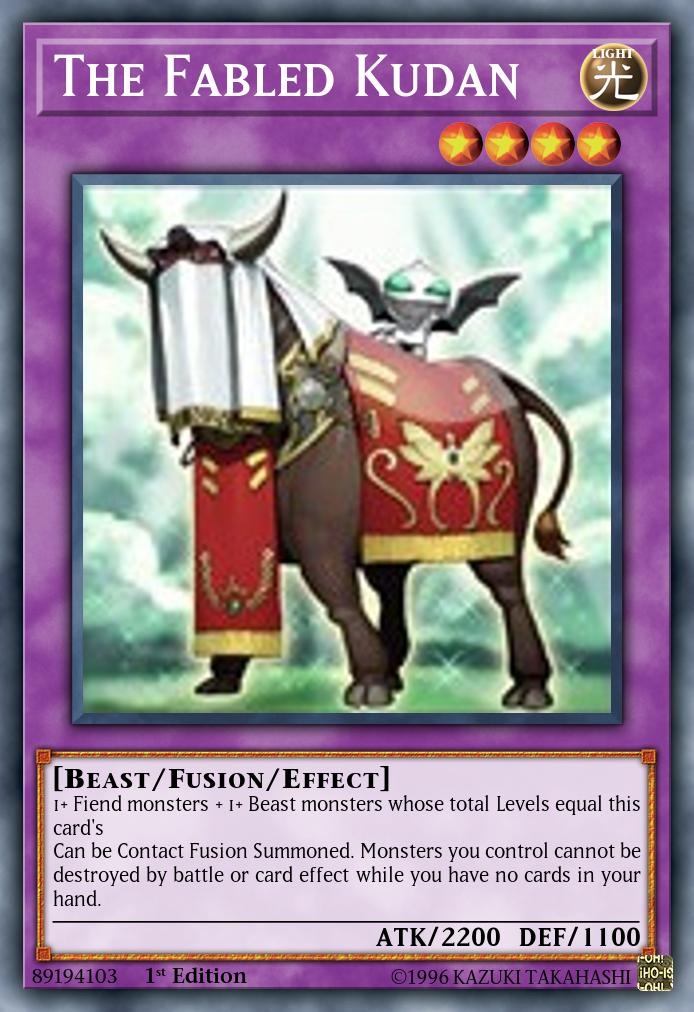 The Fabled Kudan
LIGHT
光
[Beast/Fusion/Effect]
1+ Fiend monsters + 1+ Beast monsters whose total Levels equal this
card's
Can be Contact Fusion Summoned. Monsters you control cannot be
destroyed by battle or card effect while you have no cards in your
hand.
ATK/2200 DEF/1100
89194103 1st Edition ©1996 KAZUKI TAKAHASHI